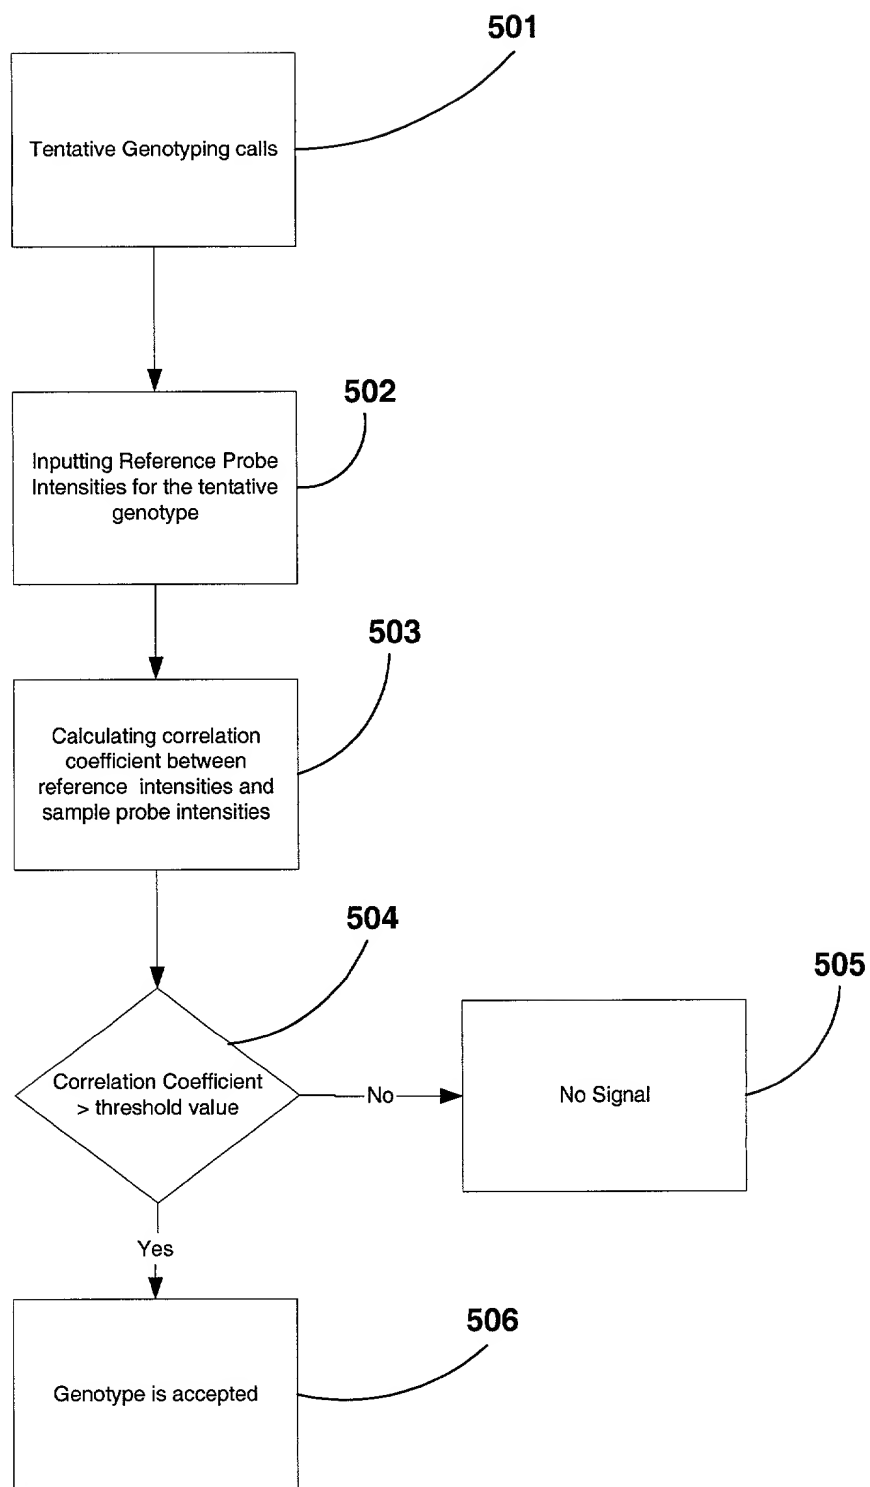 501
Tentative Genotyping calls
502
Inputting Reference Probe
Intensities for the tentative
genotype
503
Calculating correlation
coefficient between
reference intensities and
sample probe intensities
504
505
Correlation Coefficient
> threshold value
No
No Signal
Yes
506
Genotype is accepted